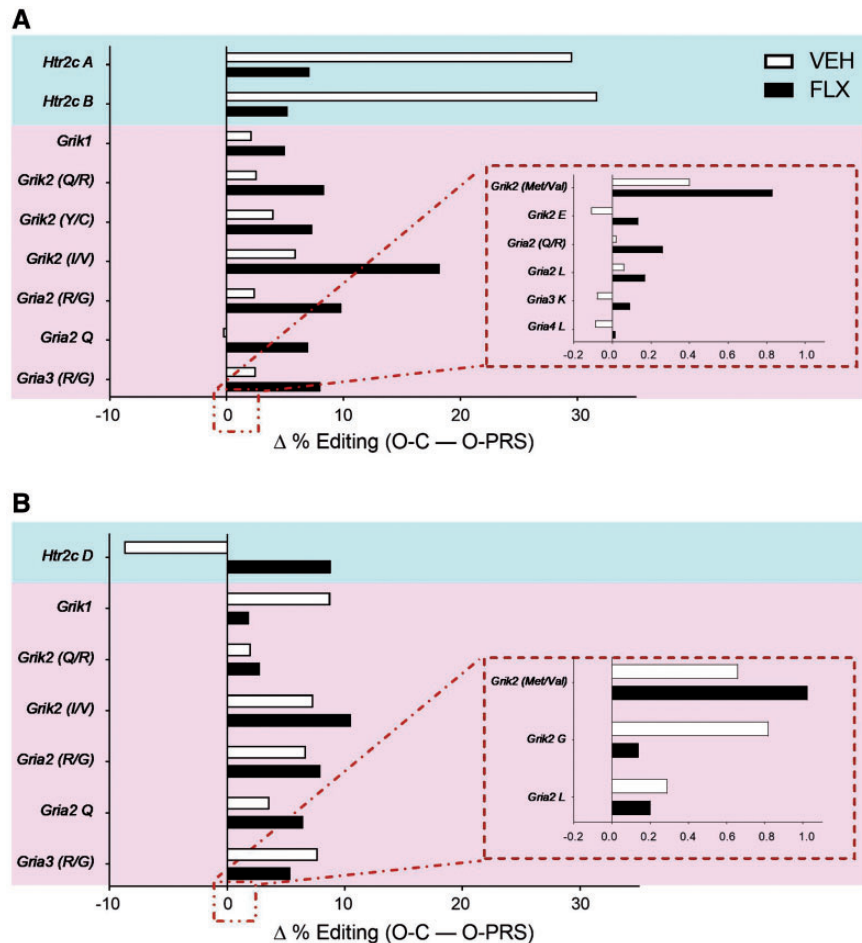 A
Htr2c A
Htr2c B
Grik1
Grik2 (Q/R)
Grik2 (Y/C)
Grik2 (I/V)
Gria2 (R/G)
Gria2 Q
Gria3 (R/G)
-10 0 10 20 30
Δ % Editing (O-C — O-PRS)
VEH
FLX
Grik2 (Met/Val)
Grik2 E
Gria2 (Q/R)
Gria2 L
Gria3 K
Gria4 L
-0.2 0.0 0.2 0.4 0.6 0.8 1.0
B
Htr2c D
Grik1
Grik2 (Q/R)
Grik2 (I/V)
Gria2 (R/G)
Gria2 Q
Gria3 (R/G)
-10 0 10 20 30
Δ % Editing (O-C — O-PRS)
Grik2 (Met/Val)
Grik2 G
Gria2 L
-0.2 0.0 0.2 0.4 0.6 0.8 1.0